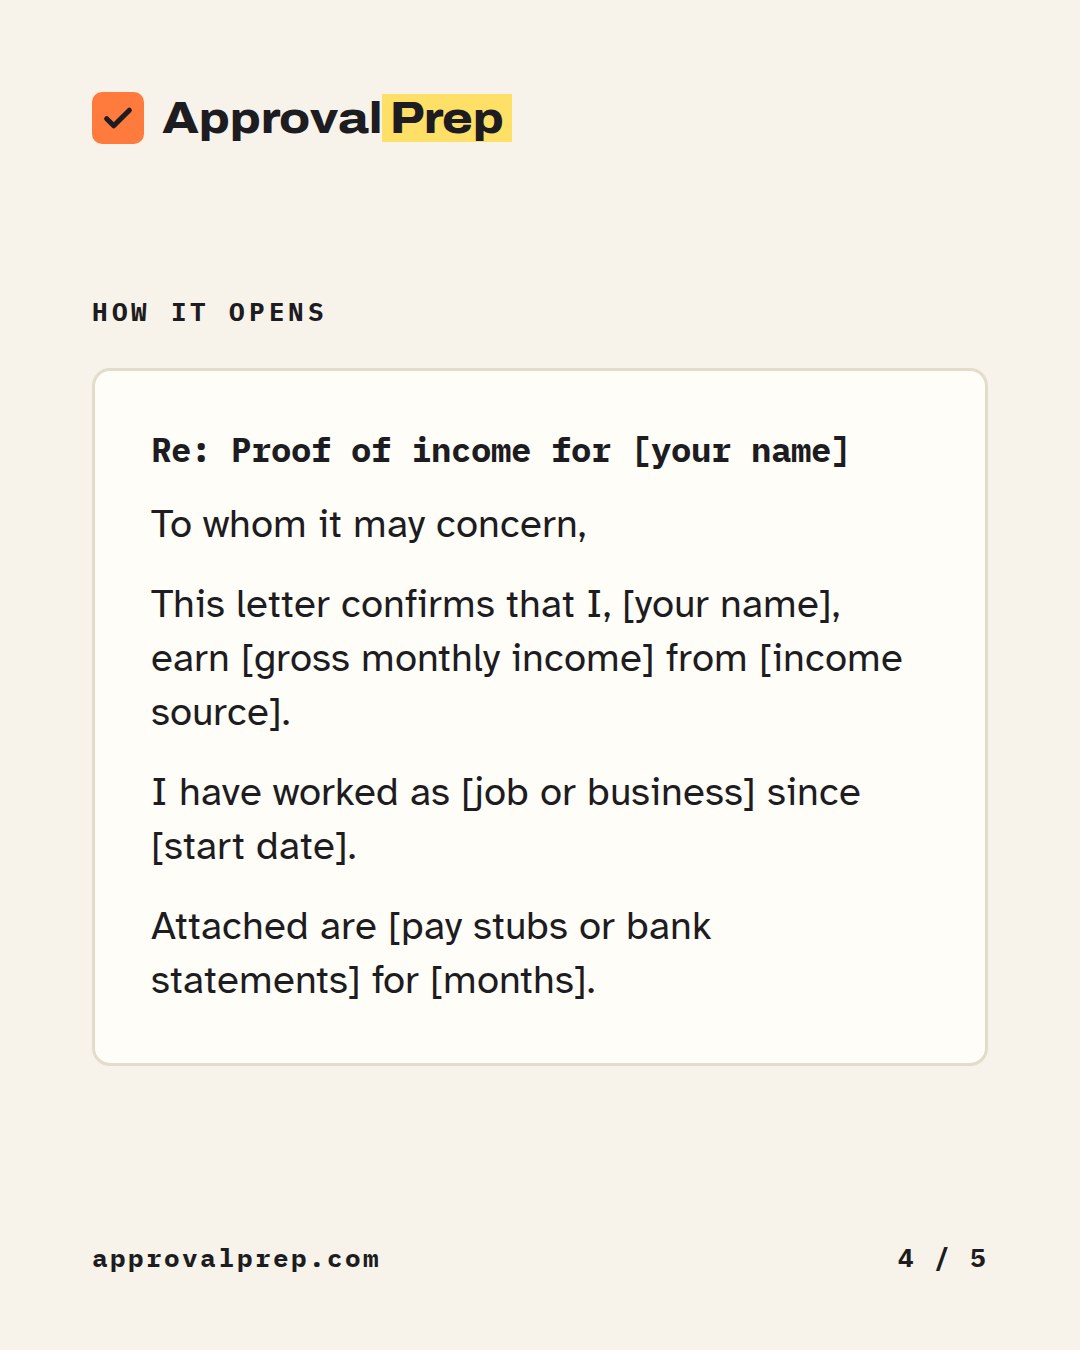 ApprovalPrep
HOW IT OPENS
Re: Proof of income for [your name]
To whom it may concern,
This letter confirms that I, [your name],
earn [gross monthly income] from [income
source].
I have worked as [job or business] since
[start date].
Attached are [pay stubs or bank
statements] for [months].
approvalprep.com
4 / 5